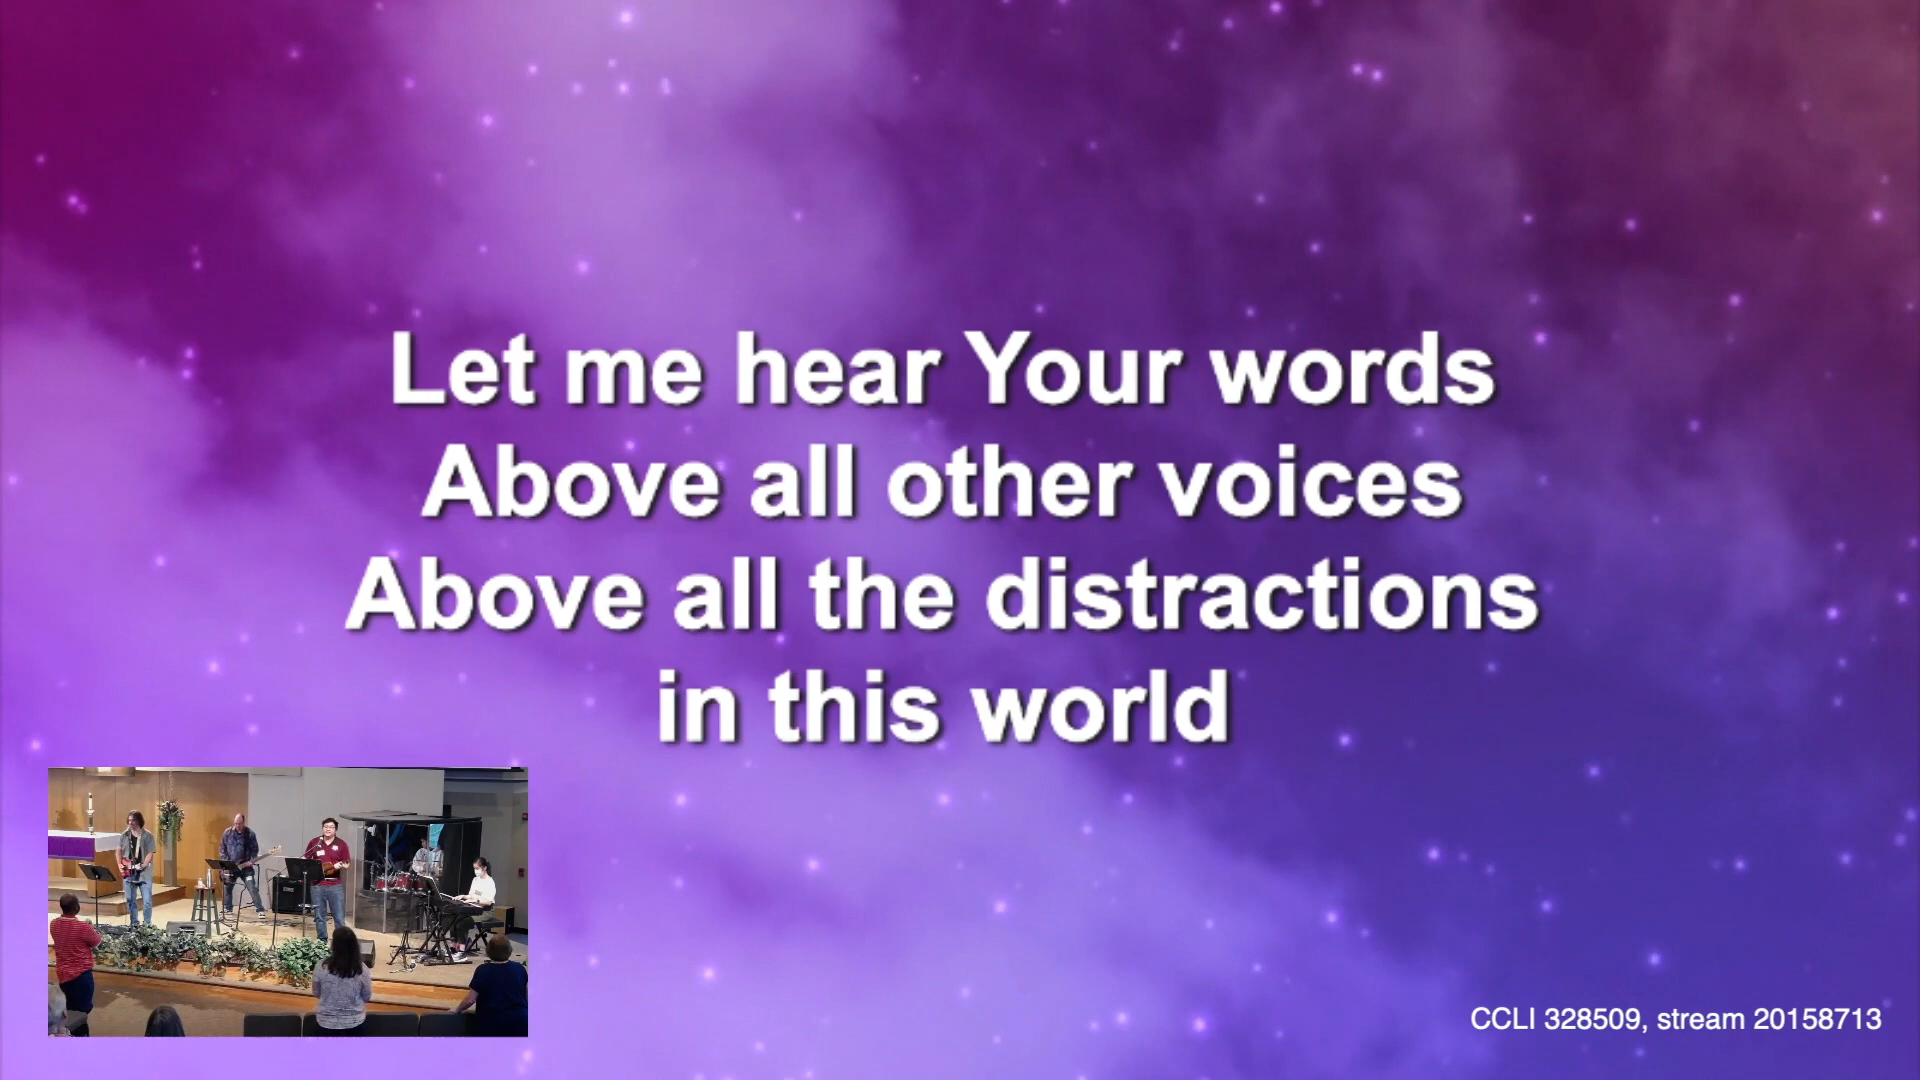 Let me hear Your words
Above all other voices
Above all the distractions
in this world
CCLI 328509, stream 20158713